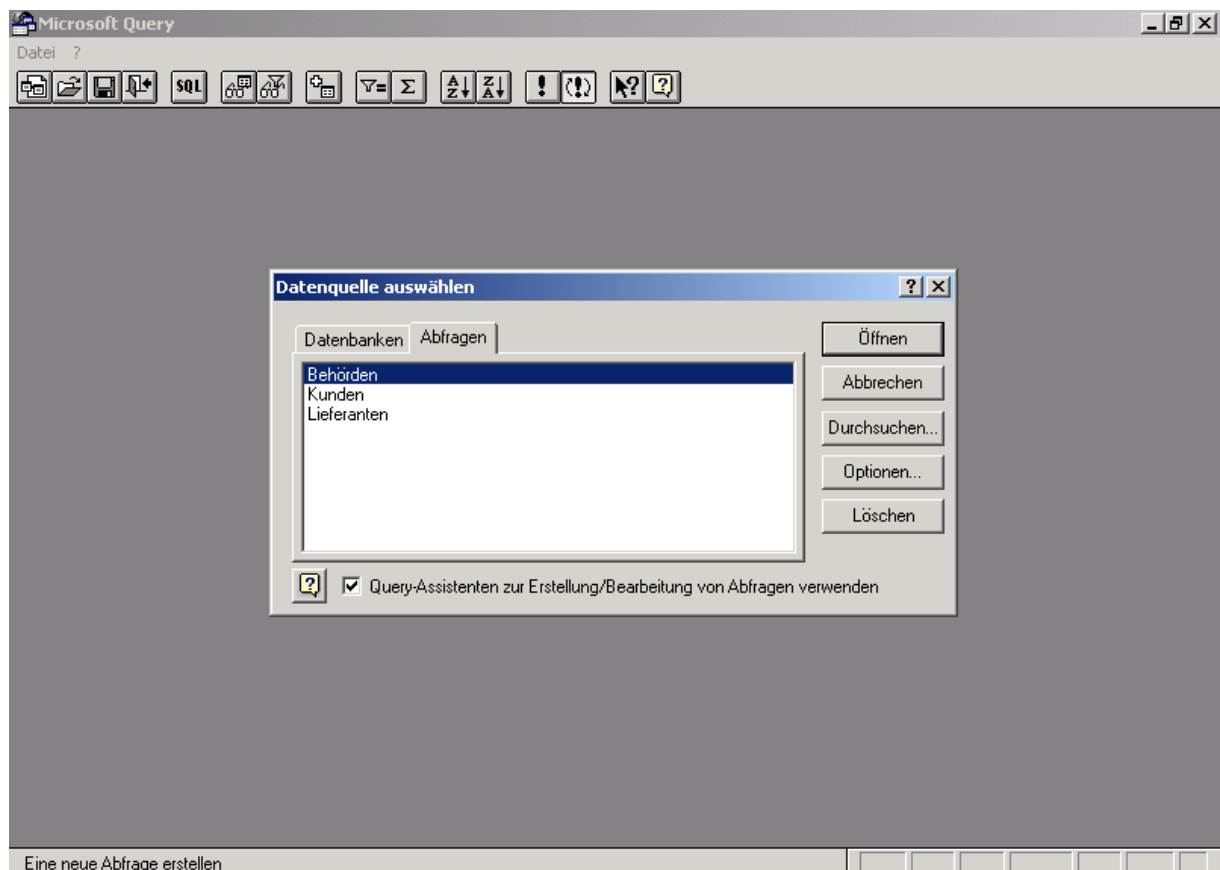 Microsoft Query
Datei ?
SQL
Datenquelle auswählen
Datenbanken
Abfragen
Behörden
Kunden
Lieferanten
Öffnen
Abbrechen
Durchsuchen...
Optionen...
Löschen
Query-Assistenten zur Erstellung/Bearbeitung von Abfragen verwenden
Eine neue Abfrage erstellen